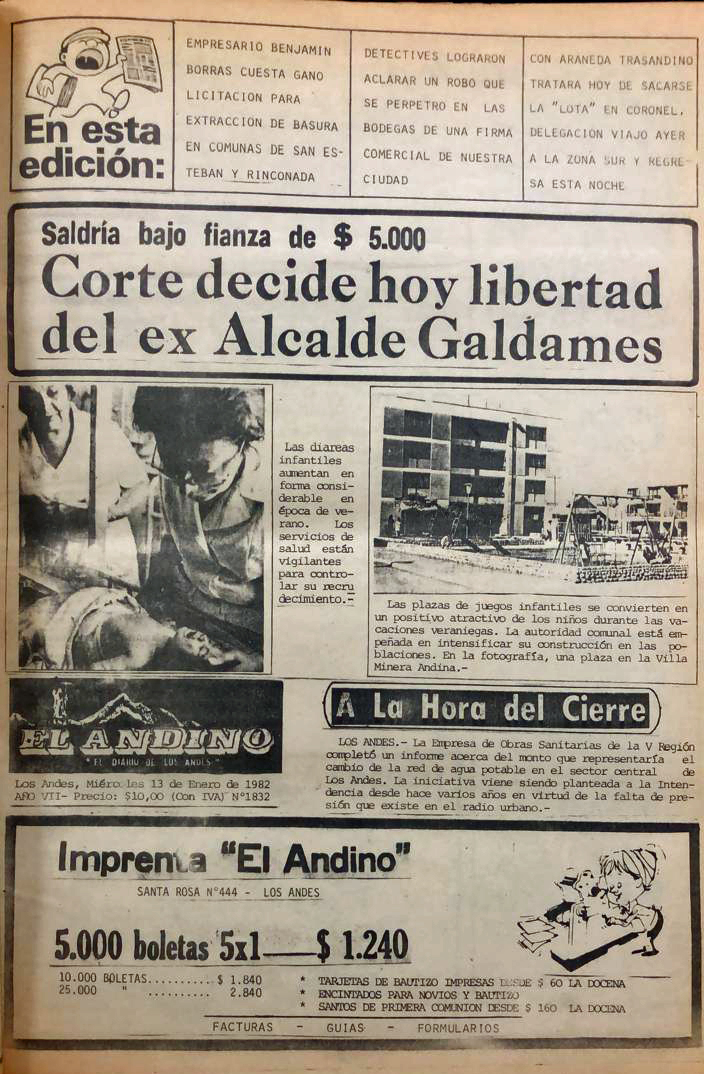 En esta
edición:
EMPRESARIO BENJAMIN
BORRAS CUESTA GANO
LICITACION PARA
EXTRACCION DE BASURA
EN COMUNAS DE SAN ES-
TEBAN Y RINCONADA
DETECTIVES LOGRARON
ACLARAR UN ROBO QUE
SE PERPETRO EN LAS
BODEGAS DE UNA FIRMA
COMERCIAL DE NUESTRA
CIUDAD
CON ARANEDA TRASANDINO
TRATARA HOY DE SACARSE
LA "LOTA" EN CORONEL.
DELEGACION VIAJO AYER
A LA ZONA SUR Y REGRE-
SA ESTA NOCHE
Saldría bajo fianza de $ 5.000
Corte decide hoy libertad
del ex Alcalde Galdames
Las diareas
infantiles
aumentan en
forma consi-
derable en
época de ve-
rano. Los
servicios de
salud están
vigilantes
para contro-
lar su recru
decimiento.-
Las plazas de juegos infantiles se convierten en
un positivo atractivo de los niños durante las va-
caciones veraniegas. La autoridad comunal está em-
peñada en intensificar su construcción en las po-
blaciones. En la fotografía, una plaza en la Villa
Minera Andina.-
EL ANDINO
"EL DIARIO DE LOS ANDES"
Los Andes, Miércoles 13 de Enero de 1982
AÑO VII- Precio: $10,00 (Con IVA) N°1832
A La Hora del Cierre
LOS ANDES.- La Empresa de Obras Sanitarias de la V Región
completó un informe acerca del monto que representaría el
cambio de la red de agua potable en el sector central de
Los Andes. La iniciativa viene siendo planteada a la Inten-
dencia desde hace varios años en virtud de la falta de pre-
sión que existe en el radio urbano.-
Imprenta "El Andino"
SANTA ROSA N°444 - LOS ANDES
5.000 boletas 5x1 — $ 1.240
10.000 BOLETAS.......... $ 1.840
25.000 " .......... 2.840
* TARJETAS DE BAUTIZO IMPRESAS DESDE $ 60 LA DOCENA
* ENCINTADOS PARA NOVIOS Y BAUTIZO
* SANTOS DE PRIMERA COMUNION DESDE $ 160 LA DOCENA
FACTURAS - GUIAS - FORMULARIOS